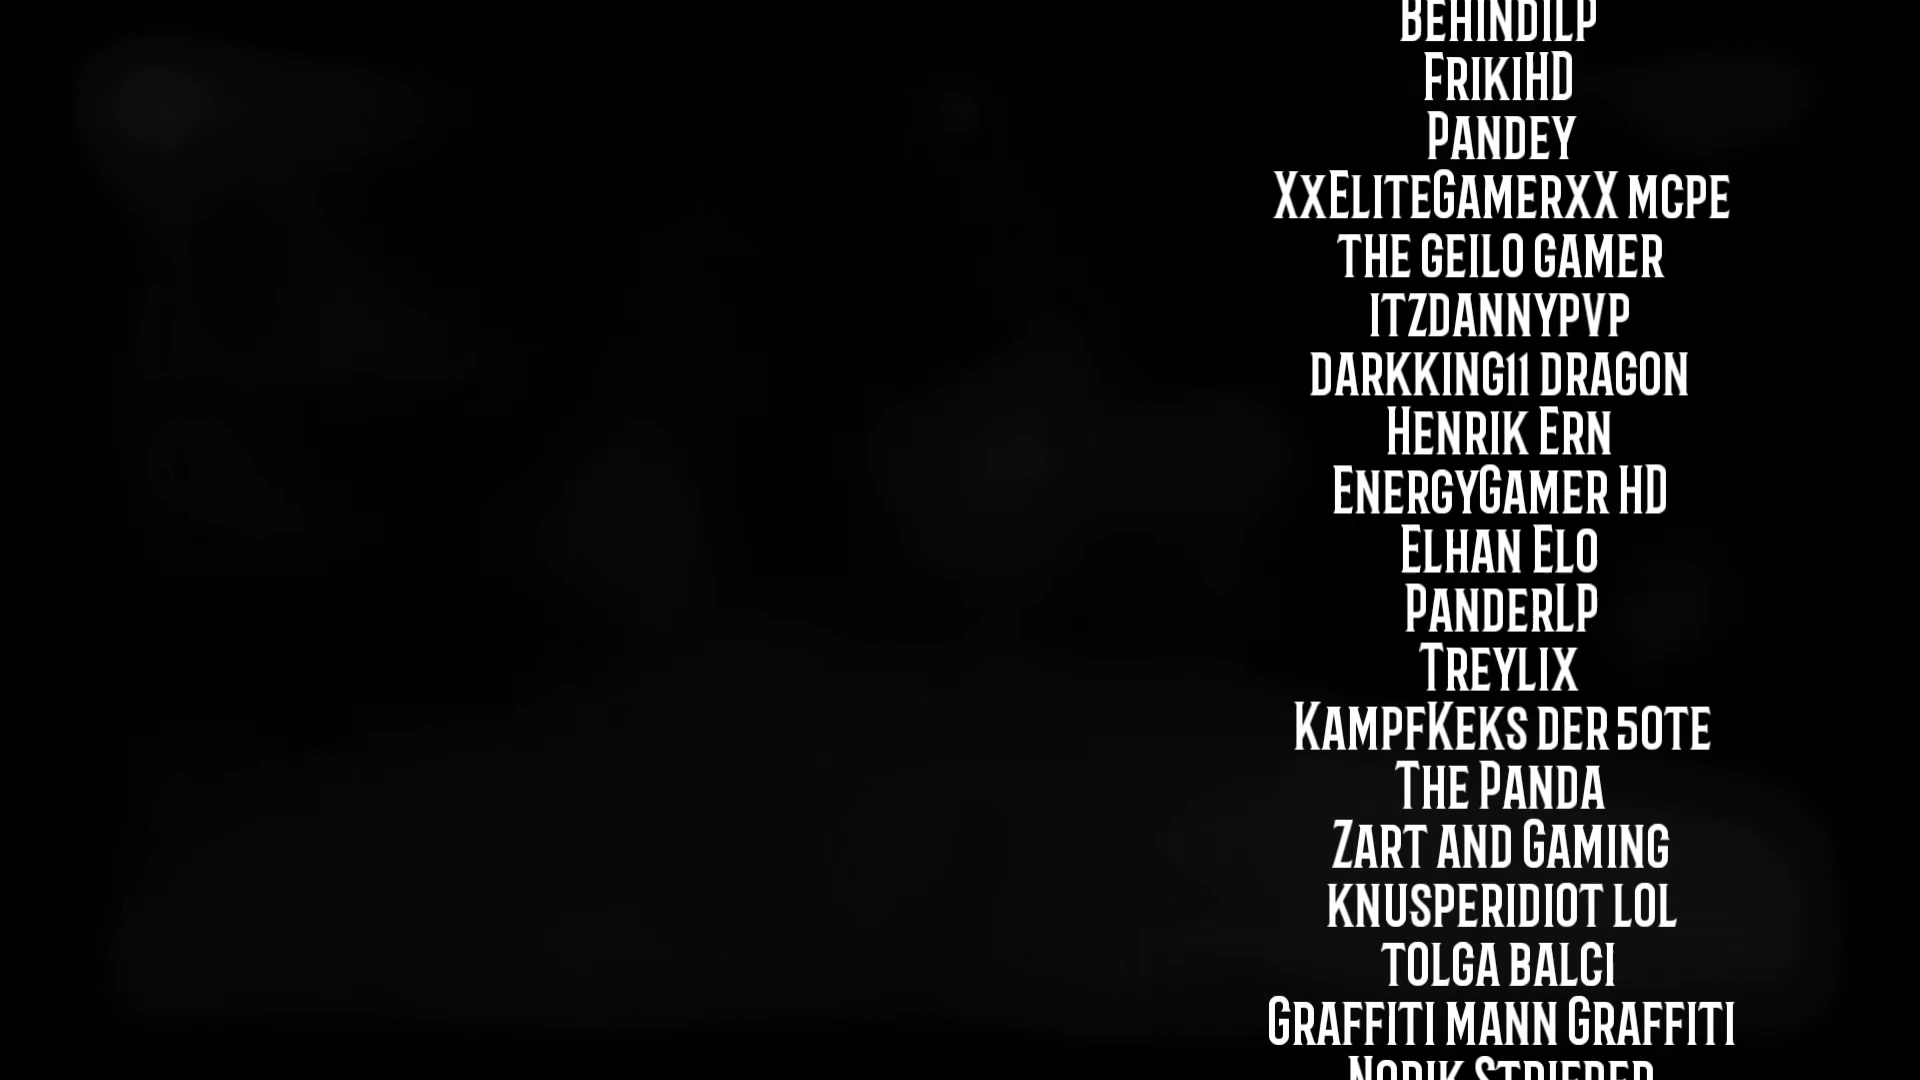 BehindiLP
FrikiHD
Pandey
XxEliteGamerxX mcpe
the geilo gamer
itzdannypvp
darkking11 dragon
Henrik Ern
EnergyGamer HD
Elhan Elo
PanderLP
Treylix
KampfKeks der 50te
The Panda
Zart and Gaming
knusperidiot lol
tolga balci
Graffiti mann Graffiti